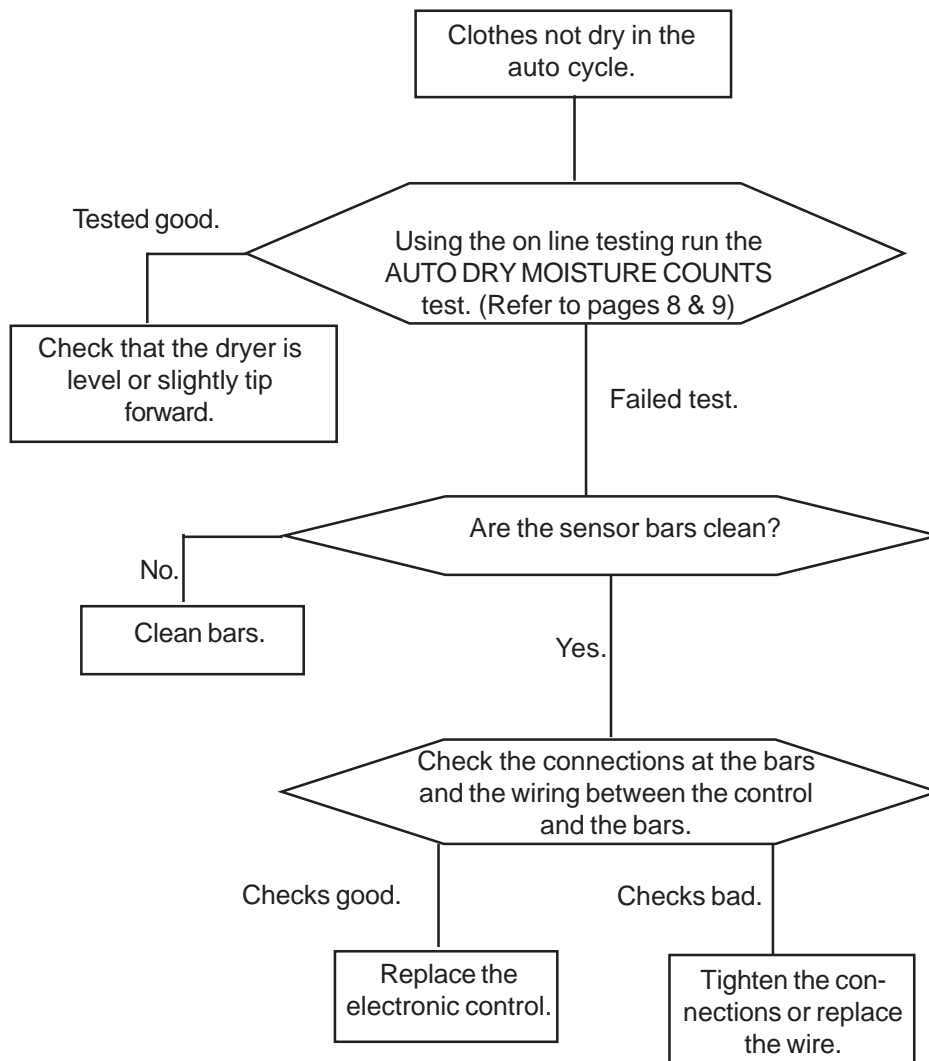 Clothes not dry in the
auto cycle.
Tested good.
Using the on line testing run the
AUTO DRY MOISTURE COUNTS
test. (Refer to pages 8 & 9)
Check that the dryer is
level or slightly tip
forward.
Failed test.
Are the sensor bars clean?
No.
Clean bars.
Yes.
Check the connections at the bars
and the wiring between the control
and the bars.
Checks good.
Checks bad.
Replace the
electronic control.
Tighten the con-
nections or replace
the wire.